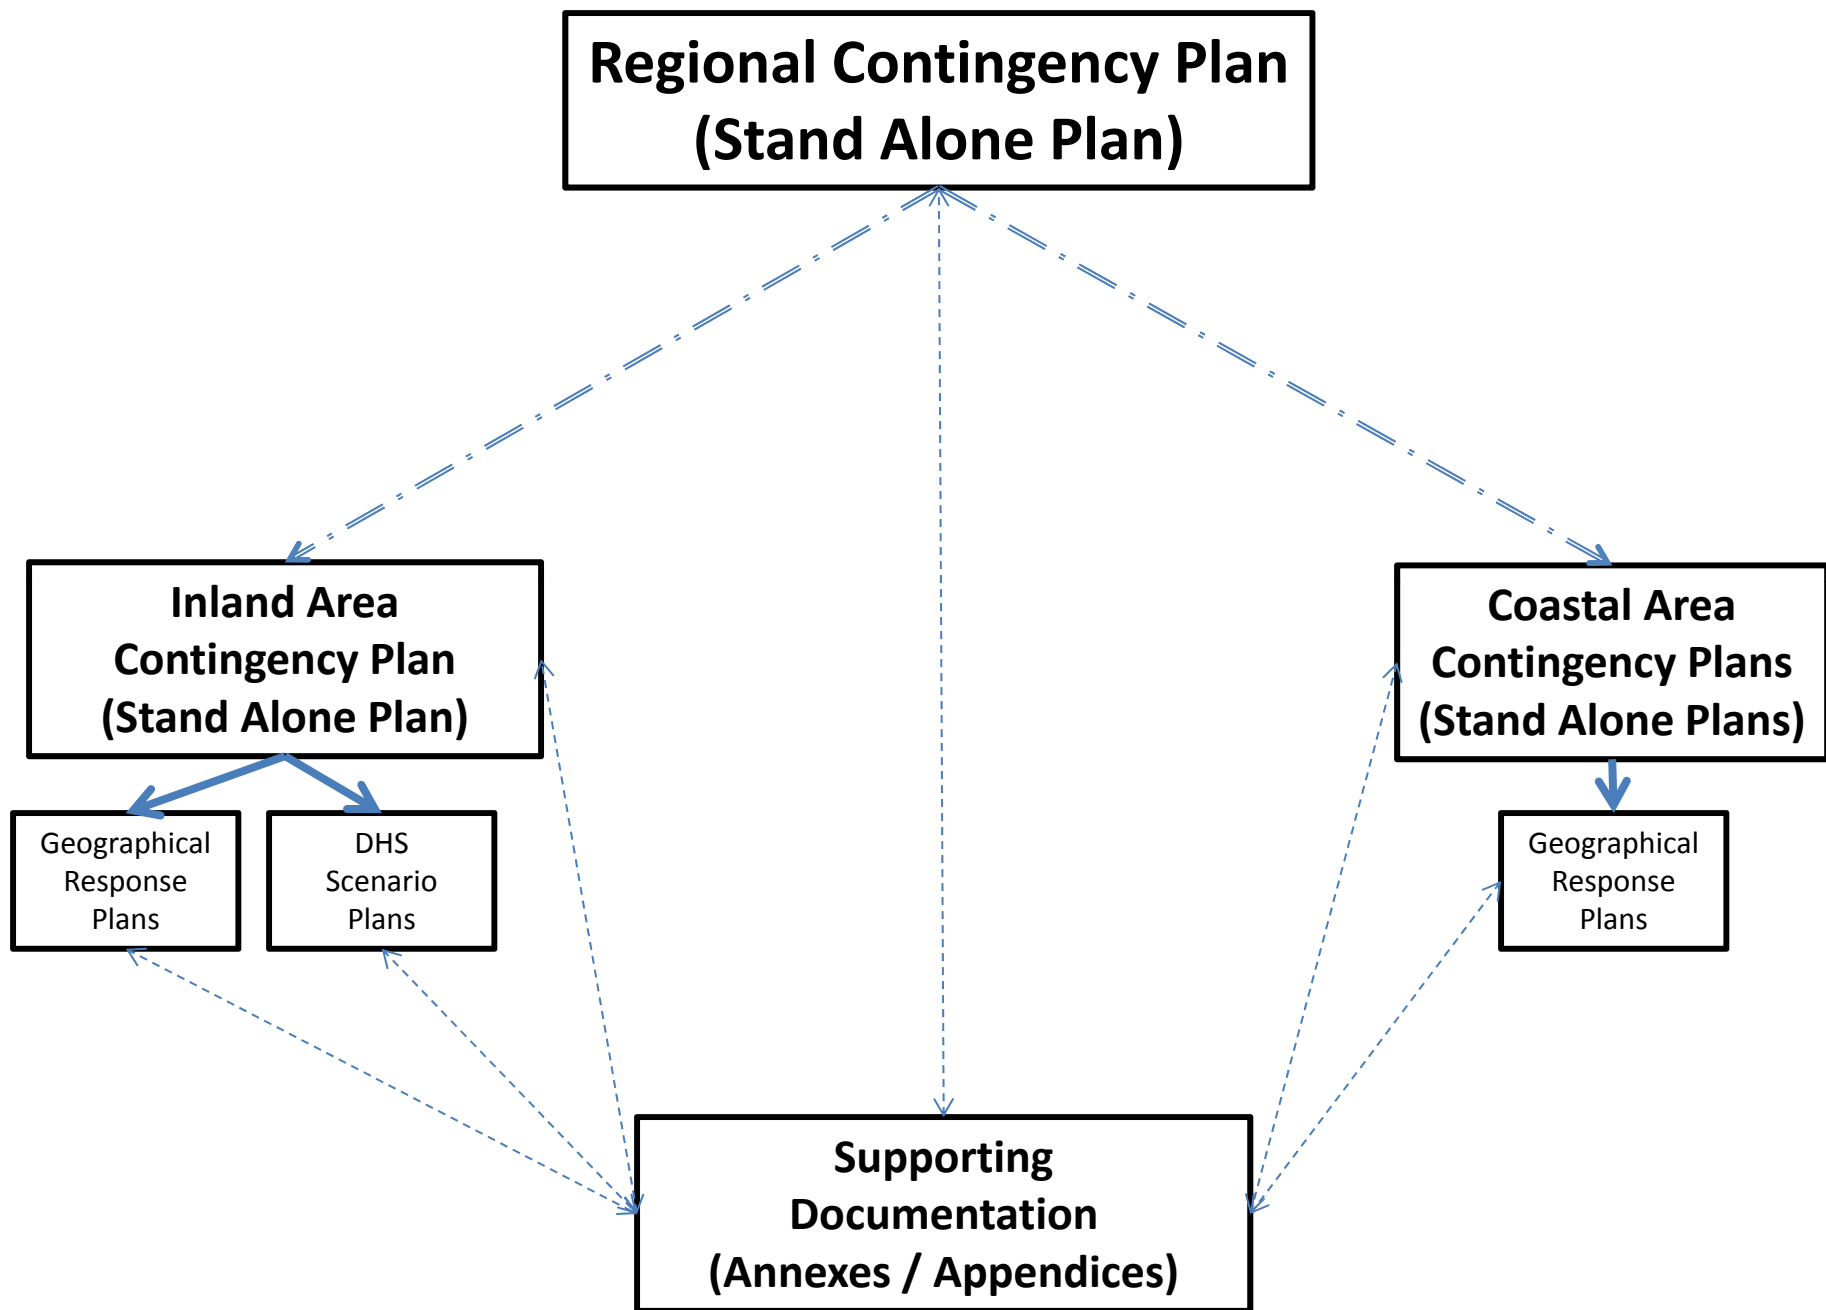 Regional Contingency Plan
(Stand Alone Plan)
Inland Area
Contingency Plan
(Stand Alone Plan)
Coastal Area
Contingency Plans
(Stand Alone Plans)
Geographical
Response
Plans
DHS
Scenario
Plans
Geographical
Response
Plans
Supporting
Documentation
(Annexes / Appendices)